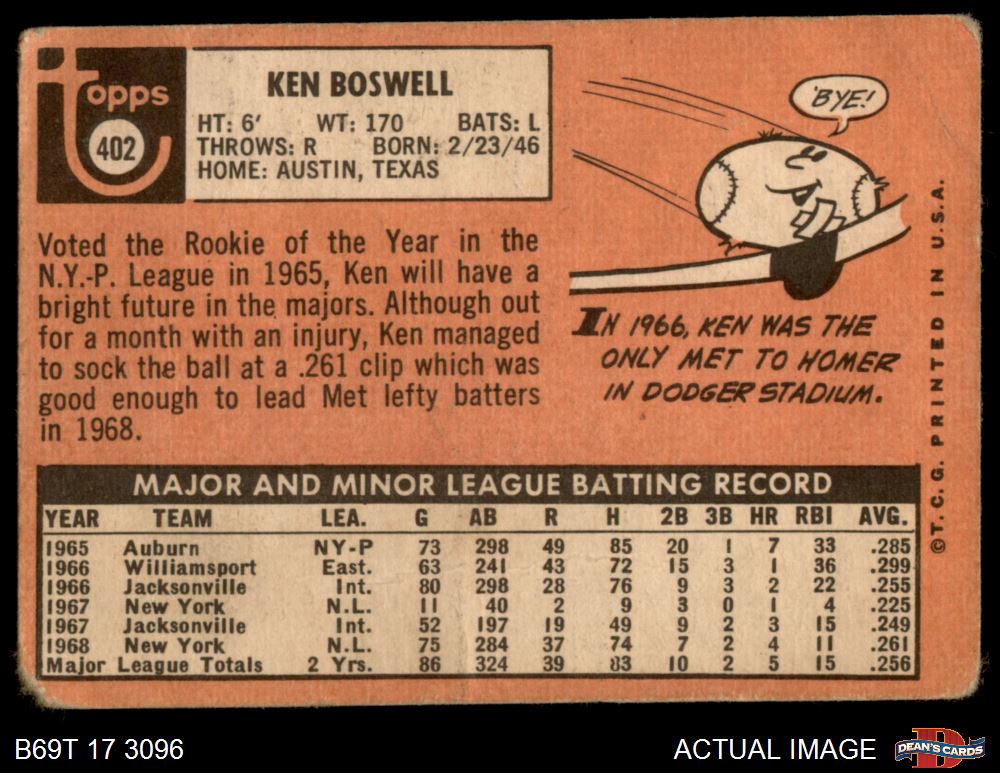 topps
402
KEN BOSWELL
HT: 6' WT: 170 BATS: L
THROWS: R BORN: 2/23/46
HOME: AUSTIN, TEXAS
Voted the Rookie of the Year in the
N.Y.-P. League in 1965, Ken will have a
bright future in the majors. Although out
for a month with an injury, Ken managed
to sock the ball at a .261 clip which was
good enough to lead Met lefty batters
in 1968.
'BYE!
IN 1966, KEN WAS THE
ONLY MET TO HOMER
IN DODGER STADIUM.
©T.C.G. PRINTED IN U.S.A.
MAJOR AND MINOR LEAGUE BATTING RECORD
YEAR TEAM LEA. G AB R H 2B 3B HR RBI AVG.
1965 Auburn NY-P 73 298 49 85 20 1 7 33 .285
1966 Williamsport East. 63 241 43 72 15 3 1 36 .299
1966 Jacksonville Int. 80 298 28 76 9 3 2 22 .255
1967 New York N.L. 11 40 2 9 3 0 1 4 .225
1967 Jacksonville Int. 52 197 19 49 9 2 3 15 .249
1968 New York N.L. 75 284 37 74 7 2 4 11 .261
Major League Totals 2 Yrs. 86 324 39 83 10 2 5 15 .256
B69T 17 3096
ACTUAL IMAGE
D
DEAN'S CARDS